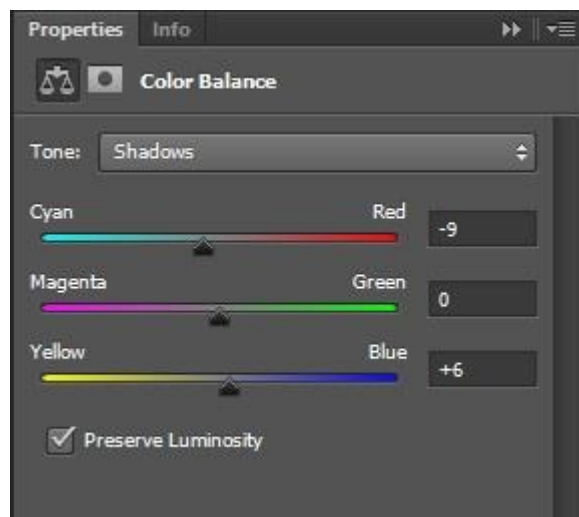 Properties Info
Color Balance
Tone: Shadows
Cyan Red -9
Magenta Green 0
Yellow Blue +6
Preserve Luminosity